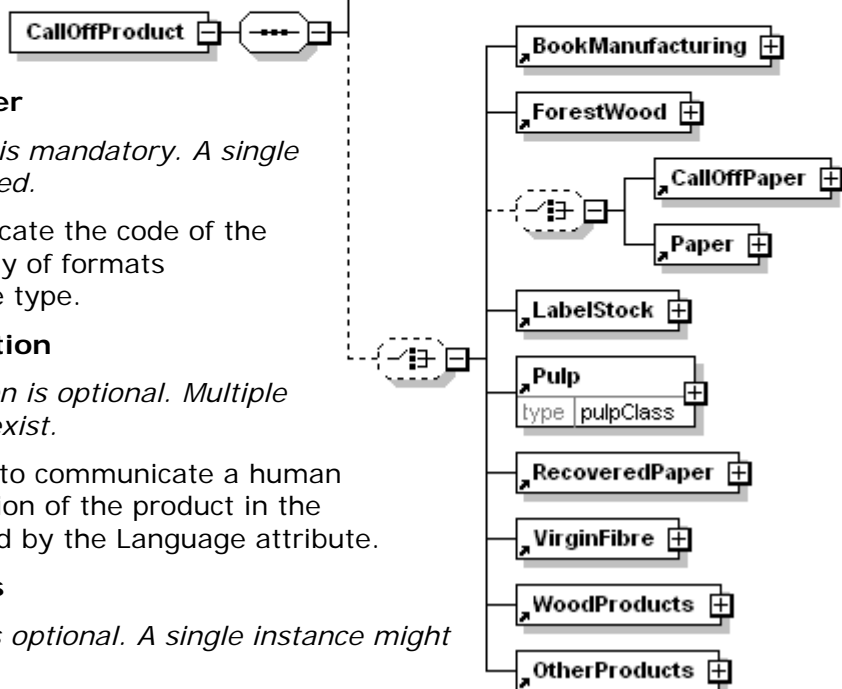 CallOffProduct
er
is mandatory. A single
ed.
cate the code of the
y of formats
e type.
tion
n is optional. Multiple
exist.
to communicate a human
ion of the product in the
d by the Language attribute.
s
s optional. A single instance might
BookManufacturing
ForestWood
CallOffPaper
Paper
LabelStock
Pulp
type pulpClass
RecoveredPaper
VirginFibre
WoodProducts
OtherProducts